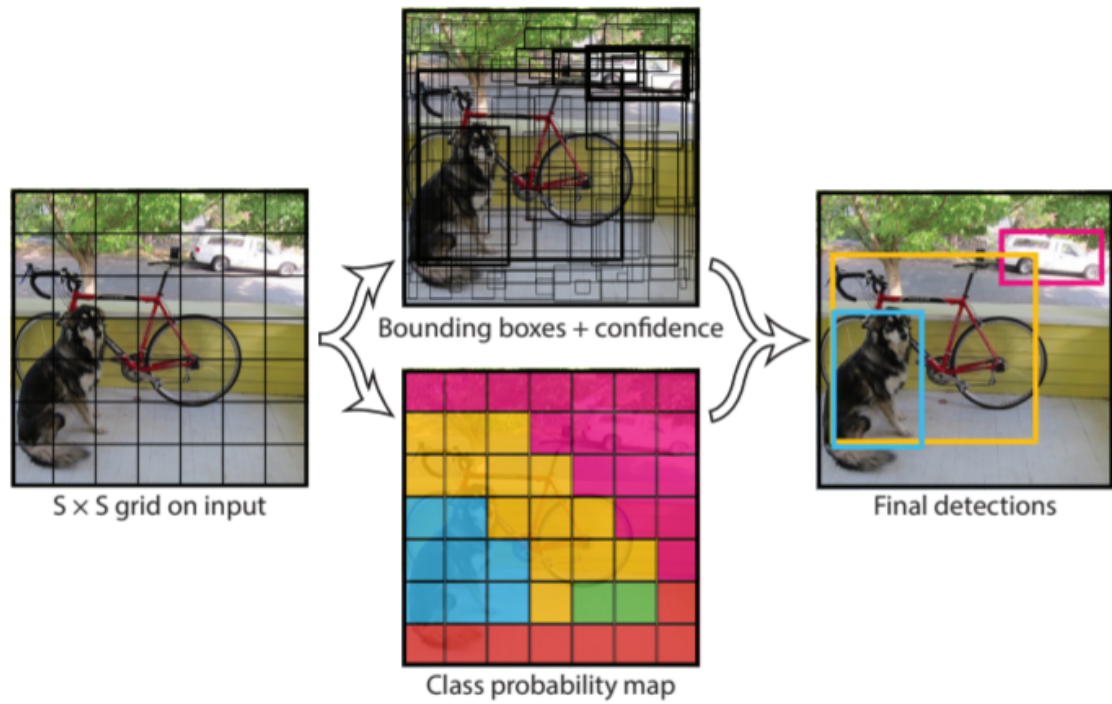 Bounding boxes + confidence
S × S grid on input
Final detections
Class probability map